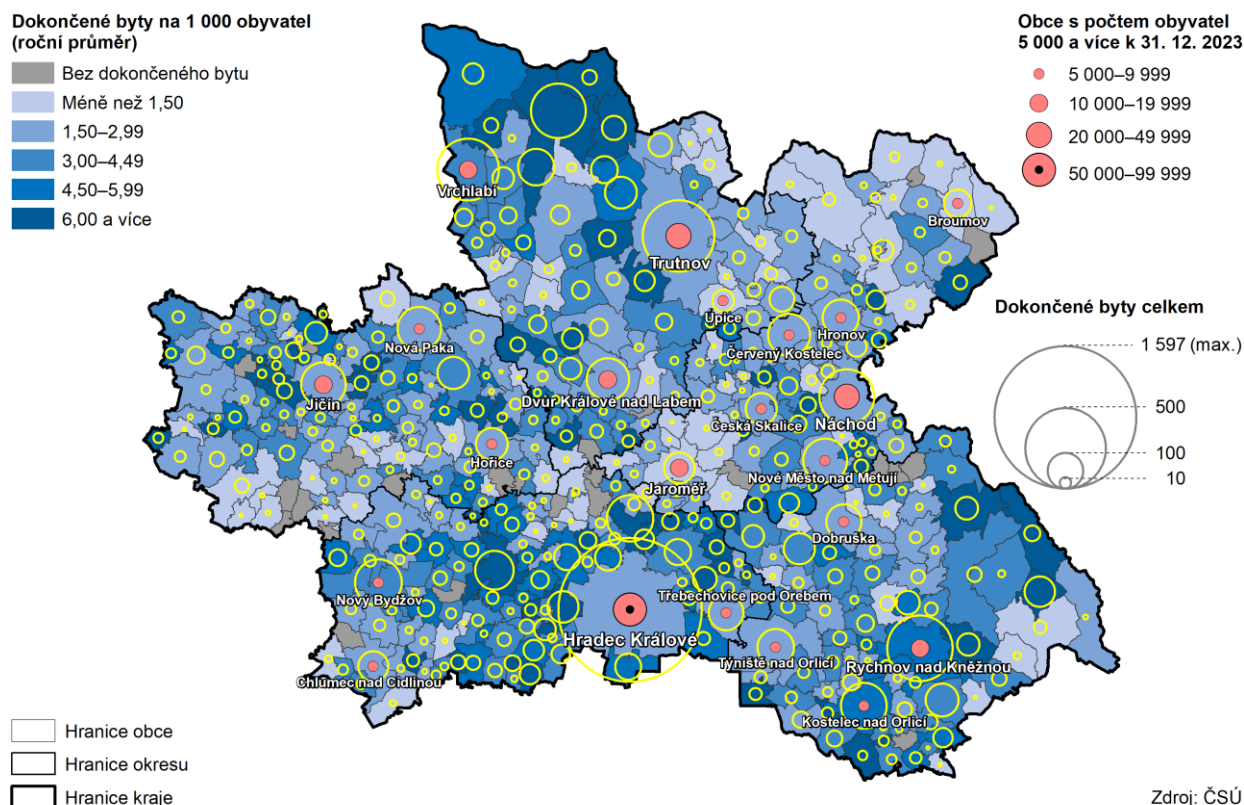 Dokončené byty na 1 000 obyvatel
(roční průměr)
Bez dokončeného bytu
Méně než 1,50
1,50–2,99
3,00–4,49
4,50–5,99
6,00 a více
Obce s počtem obyvatel
5 000 a více k 31. 12. 2023
5 000–9 999
10 000–19 999
20 000–49 999
50 000–99 999
Vrchlabí
Broumov
Trutnov
Úpice
Hronov
Nová Paka
Červený Kostelec
Jičín
Dvůr Králové nad Labem
Česká Skalice
Náchod
Hořice
Jaroměř
Nové Město nad Metují
Dobruška
Nový Bydžov
Třebechovice pod Orebem
Hradec Králové
Týniště nad Orlicí
Rychnov nad Kněžnou
Chlumec nad Cidlinou
Kostelec nad Orlicí
Dokončené byty celkem
1 597 (max.)
500
100
10
Hranice obce
Hranice okresu
Hranice kraje
Zdroj: ČSÚ